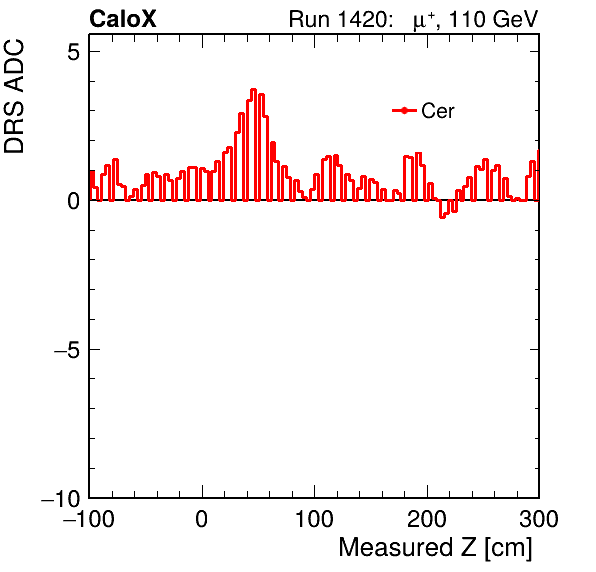 CaloX Run 1420: μ⁺, 110 GeV
DRS ADC
5
Cer
0
−5
−10
−100 0 100 200 300
Measured Z [cm]